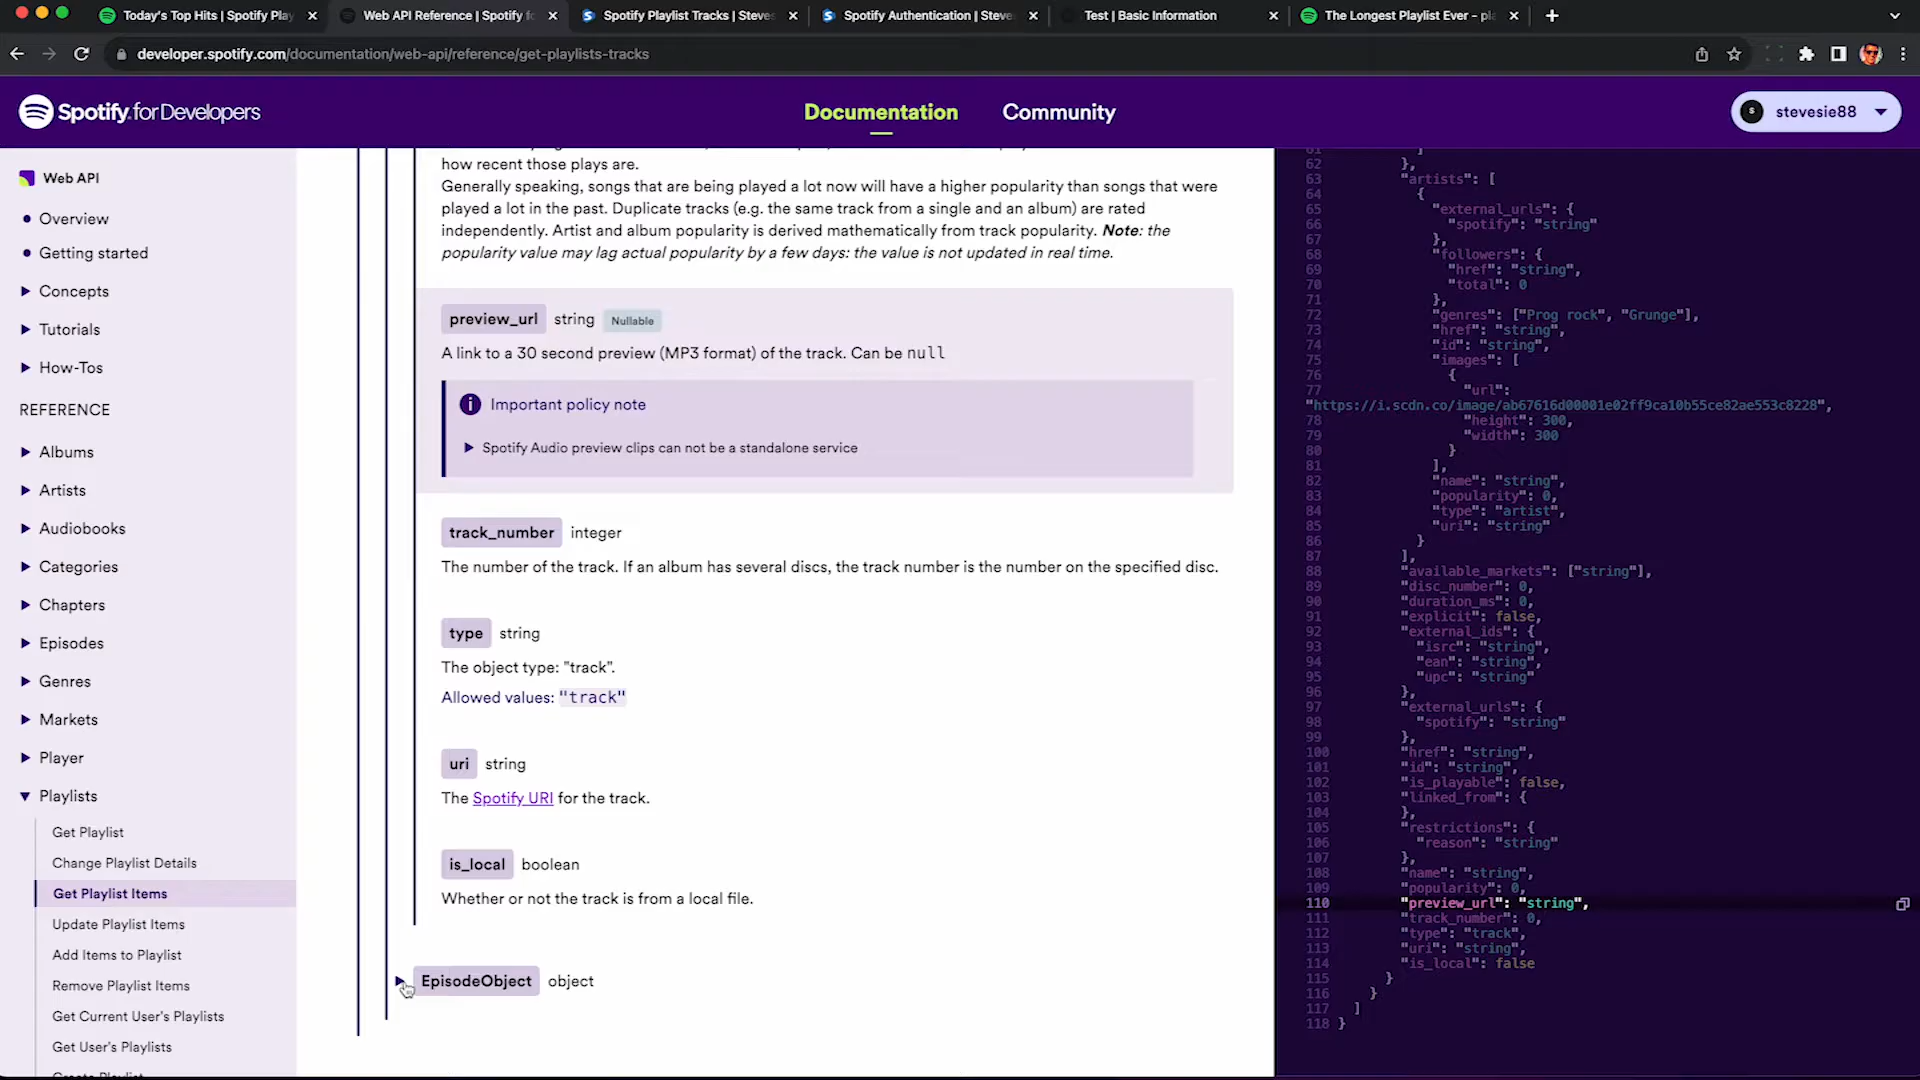 Today's Top Hits | Spotify Play
Web API Reference | Spotify fo
Spotify Playlist Tracks | Steves
Spotify Authentication | Steve
Test | Basic Information
The Longest Playlist Ever - pla
developer.spotify.com/documentation/web-api/reference/get-playlists-tracks
Spotify for Developers
Documentation
Community
stevesie88
Web API
Overview
Getting started
Concepts
Tutorials
How-Tos
REFERENCE
Albums
Artists
Audiobooks
Categories
Chapters
Episodes
Genres
Markets
Player
Playlists
Get Playlist
Change Playlist Details
Get Playlist Items
Update Playlist Items
Add Items to Playlist
Remove Playlist Items
Get Current User's Playlists
Get User's Playlists
how recent those plays are.
Generally speaking, songs that are being played a lot now will have a higher popularity than songs that were
played a lot in the past. Duplicate tracks (e.g. the same track from a single and an album) are rated
independently. Artist and album popularity is derived mathematically from track popularity. Note: the
popularity value may lag actual popularity by a few days: the value is not updated in real time.
preview_url string Nullable
A link to a 30 second preview (MP3 format) of the track. Can be null
Important policy note
Spotify Audio preview clips can not be a standalone service
track_number integer
The number of the track. If an album has several discs, the track number is the number on the specified disc.
type string
The object type: "track".
Allowed values: "track"
uri string
The Spotify URI for the track.
is_local boolean
Whether or not the track is from a local file.
EpisodeObject object
61 ]
62 },
63 "artists": [
64 {
65 "external_urls": {
66 "spotify": "string"
67 },
68 "followers": {
69 "href": "string",
70 "total": 0
71 },
72 "genres": ["Prog rock", "Grunge"],
73 "href": "string",
74 "id": "string",
75 "images": [
76 {
77 "url":
"https://i.scdn.co/image/ab67616d00001e02ff9ca10b55ce82ae553c8228",
78 "height": 300,
79 "width": 300
80 }
81 ],
82 "name": "string",
83 "popularity": 0,
84 "type": "artist",
85 "uri": "string"
86 }
87 ],
88 "available_markets": ["string"],
89 "disc_number": 0,
90 "duration_ms": 0,
91 "explicit": false,
92 "external_ids": {
93 "isrc": "string",
94 "ean": "string",
95 "upc": "string"
96 },
97 "external_urls": {
98 "spotify": "string"
99 },
100 "href": "string",
101 "id": "string",
102 "is_playable": false,
103 "linked_from": {
104 },
105 "restrictions": {
106 "reason": "string"
107 },
108 "name": "string",
109 "popularity": 0,
110 "preview_url": "string",
111 "track_number": 0,
112 "type": "track",
113 "uri": "string",
114 "is_local": false
115 }
116 }
117 ]
118 }